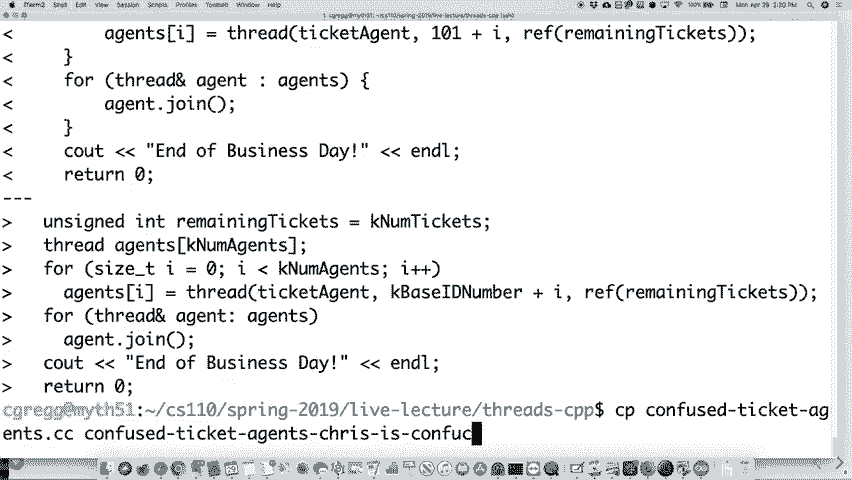 iTerm2 Shell Edit View Session Scripts Profiles Toolbelt Window Help 100% Mon Apr 29 2:20 PM
1. cgregg@myth51: ~/cs110/spring-2019/live-lecture/threads-cpp (ssh)
< agents[i] = thread(ticketAgent, 101 + i, ref(remainingTickets));
< }
< for (thread& agent : agents) {
< agent.join();
< }
< cout << "End of Business Day!" << endl;
< return 0;
---
> unsigned int remainingTickets = kNumTickets;
> thread agents[kNumAgents];
> for (size_t i = 0; i < kNumAgents; i++)
> agents[i] = thread(ticketAgent, kBaseIDNumber + i, ref(remainingTickets));
> for (thread& agent: agents)
> agent.join();
> cout << "End of Business Day!" << endl;
> return 0;
cgregg@myth51:~/cs110/spring-2019/live-lecture/threads-cpp$ cp confused-ticket-ag
ents.cc confused-ticket-agents-chris-is-confuc